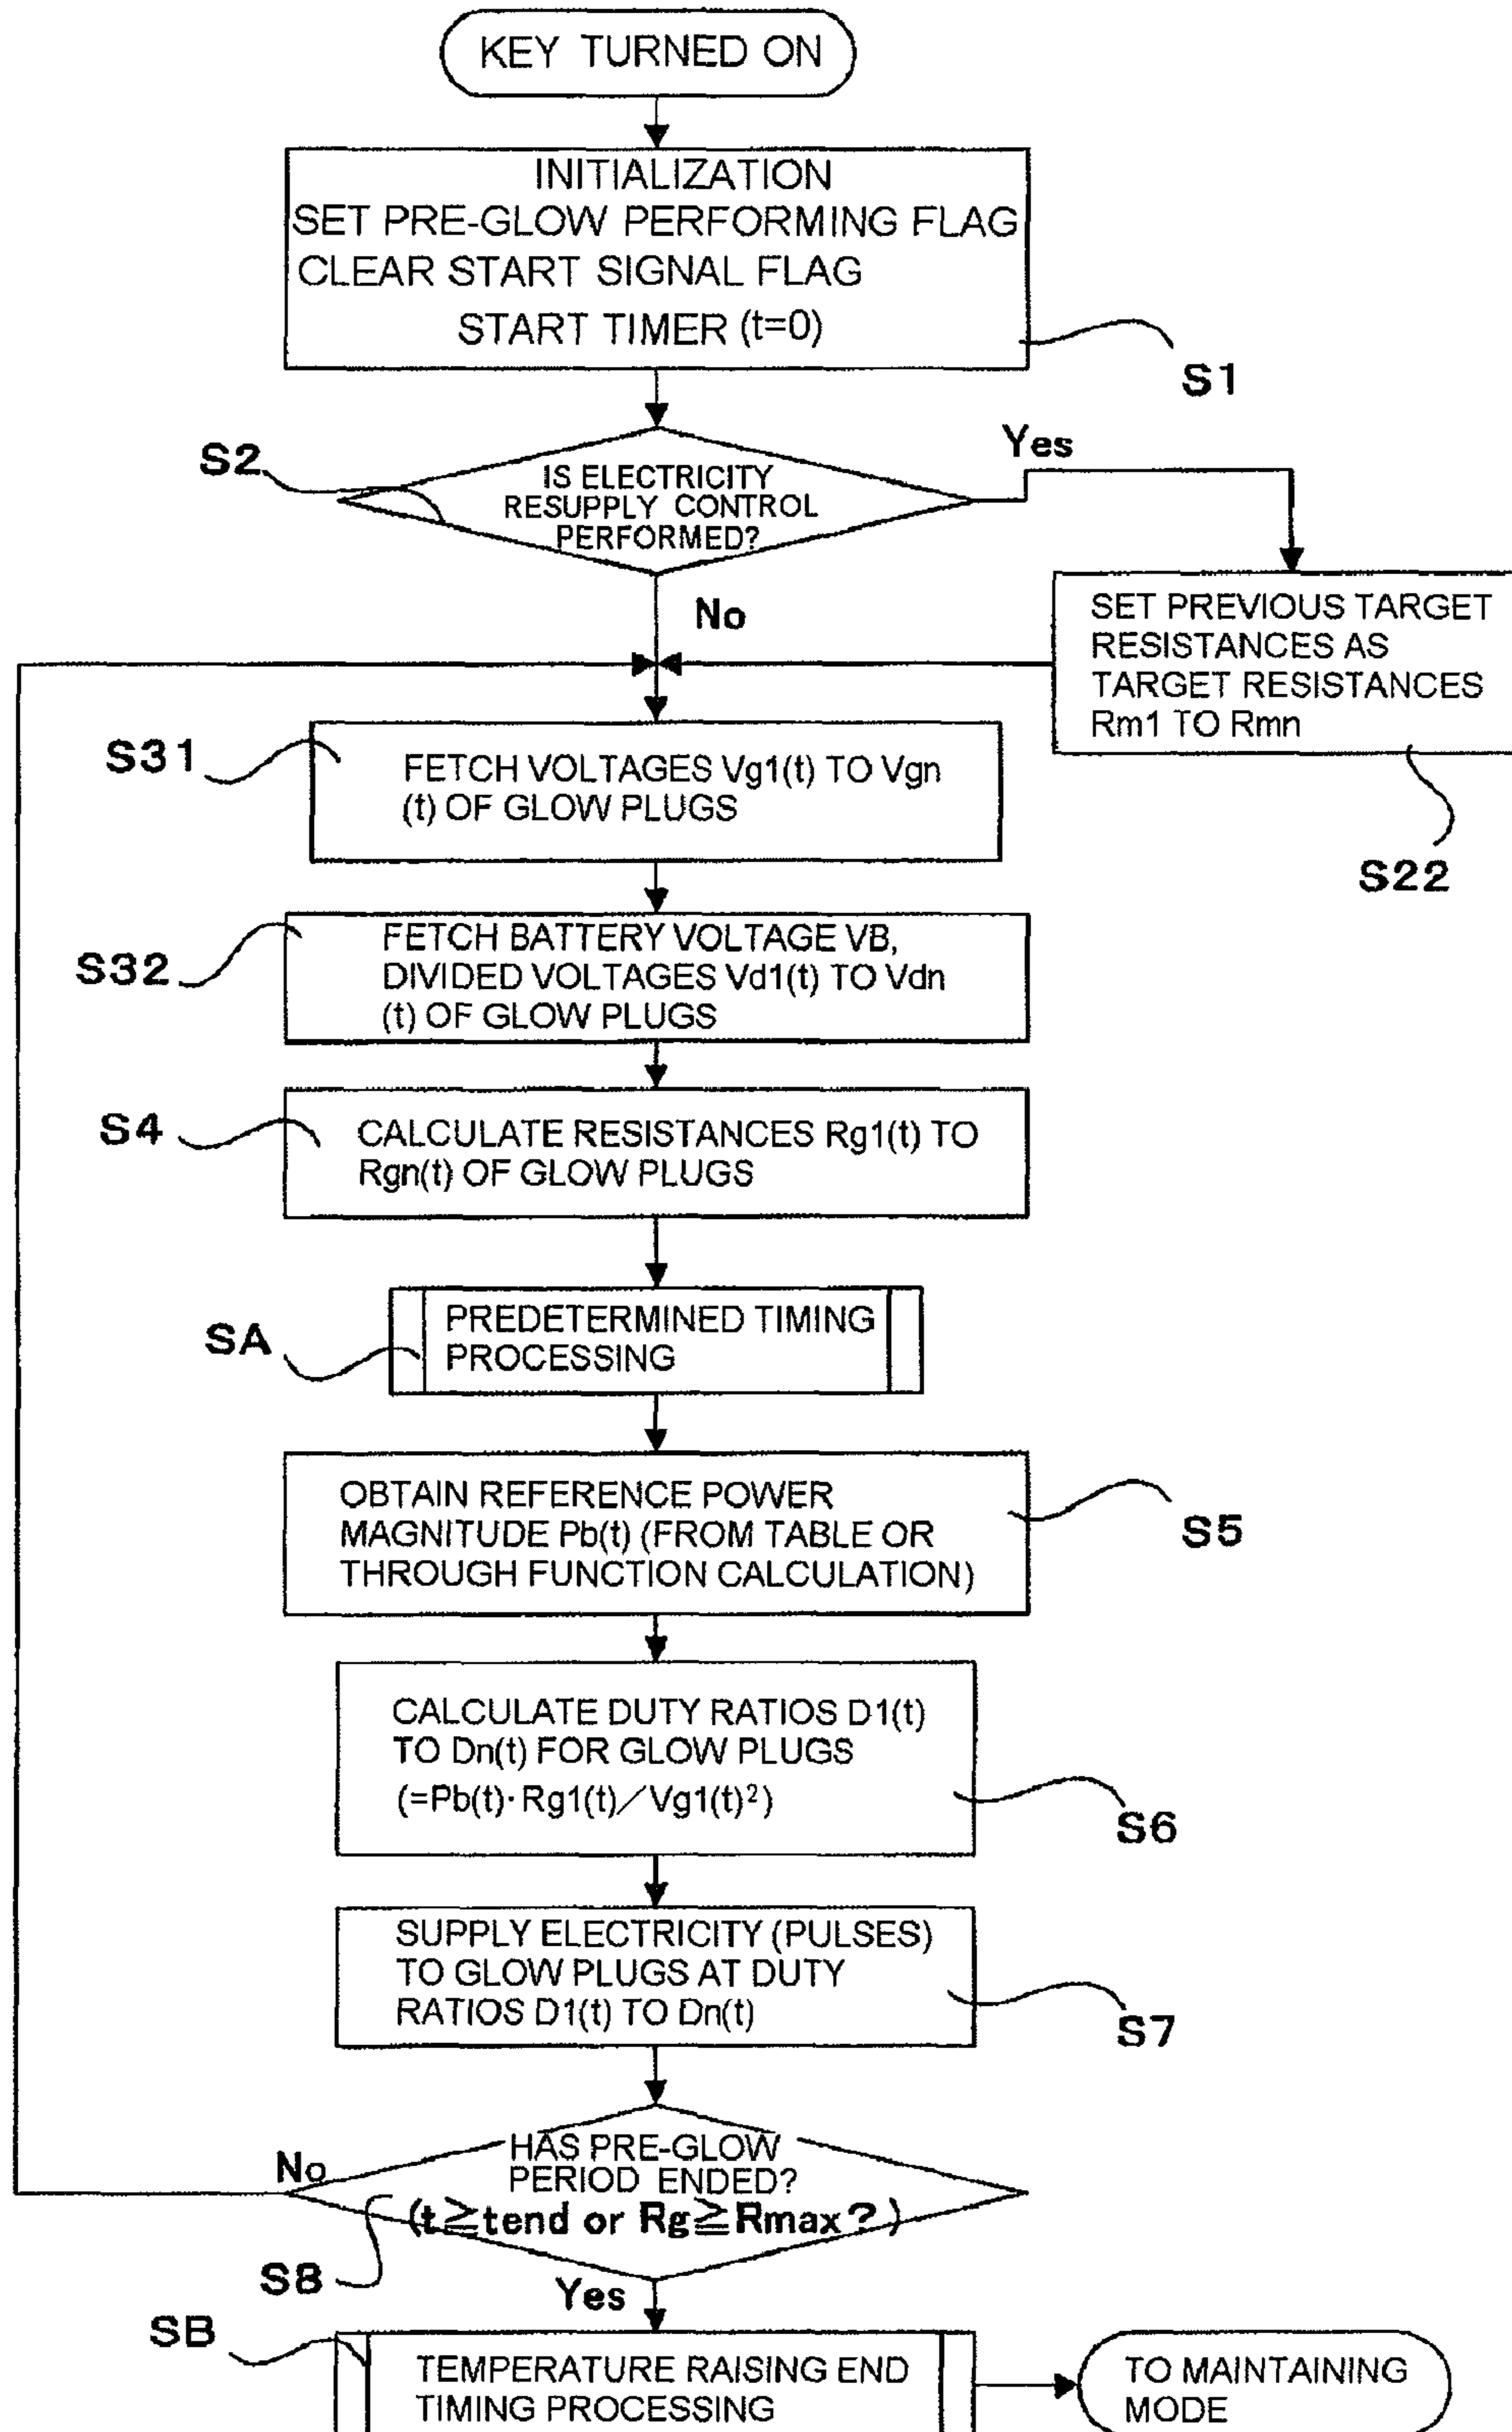 KEY TURNED ON
INITIALIZATION
SET PRE-GLOW PERFORMING FLAG
CLEAR START SIGNAL FLAG
START TIMER (t=0)
S1
S2
IS ELECTRICITY
RESUPPLY CONTROL
PERFORMED?
Yes
No
SET PREVIOUS TARGET
RESISTANCES AS
TARGET RESISTANCES
Rm1 TO Rmn
S22
S31
FETCH VOLTAGES Vg1(t) TO Vgn
(t) OF GLOW PLUGS
S32
FETCH BATTERY VOLTAGE VB,
DIVIDED VOLTAGES Vd1(t) TO Vdn
(t) OF GLOW PLUGS
S4
CALCULATE RESISTANCES Rg1(t) TO
Rgn(t) OF GLOW PLUGS
SA
PREDETERMINED TIMING
PROCESSING
OBTAIN REFERENCE POWER
MAGNITUDE Pb(t) (FROM TABLE OR
THROUGH FUNCTION CALCULATION)
S5
CALCULATE DUTY RATIOS D1(t)
TO Dn(t) FOR GLOW PLUGS
(=Pb(t)·Rg1(t)／Vg1(t)²)
S6
SUPPLY ELECTRICITY (PULSES)
TO GLOW PLUGS AT DUTY
RATIOS D1(t) TO Dn(t)
S7
HAS PRE-GLOW
PERIOD ENDED?
(t≧tend or Rg≧Rmax?)
No
S8
Yes
SB
TEMPERATURE RAISING END
TIMING PROCESSING
TO MAINTAINING
MODE